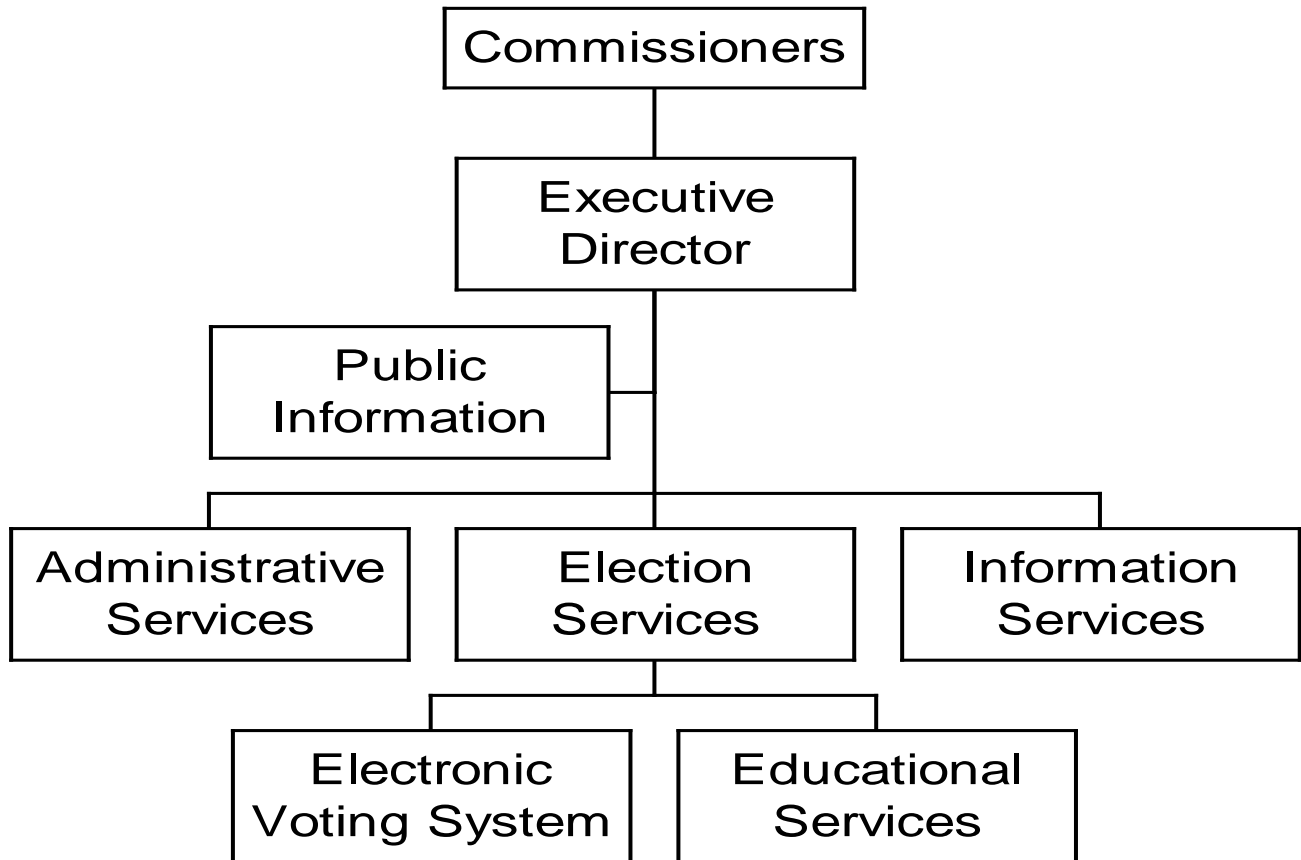 Commissioners
Executive
Director
Public
Information
Administrative
Services
Election
Services
Information
Services
Electronic
Voting System
Educational
Services